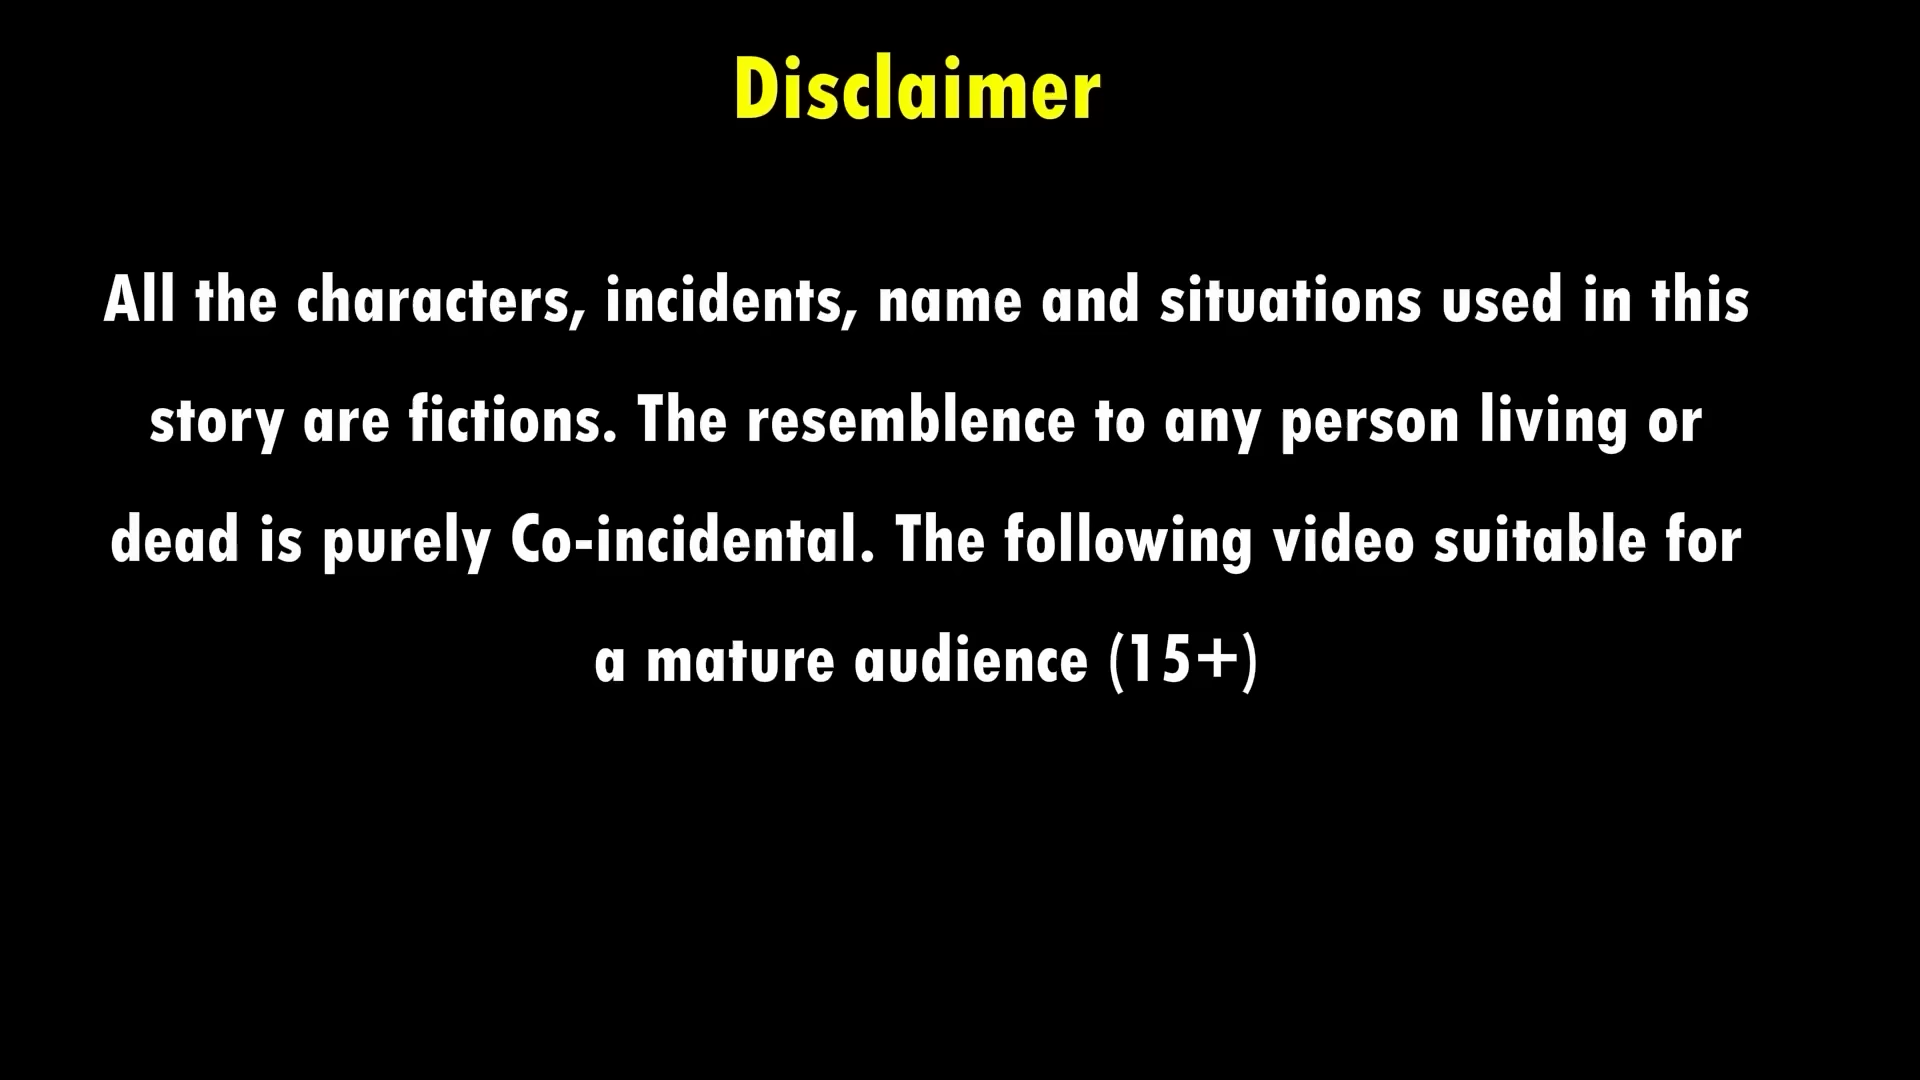 Disclaimer
All the characters, incidents, name and situations used in this
story are fictions. The resemblence to any person living or
dead is purely Co-incidental. The following video suitable for
a mature audience (15+)